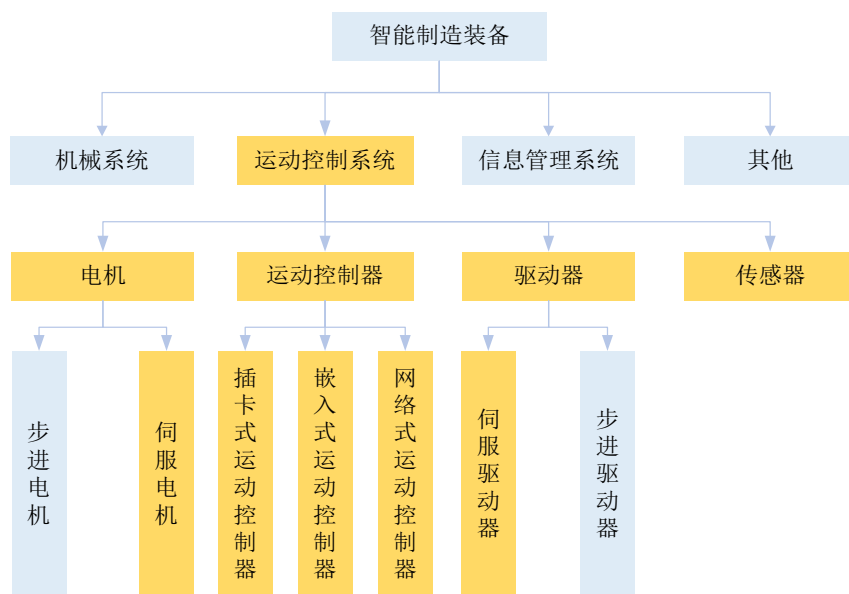 智能制造装备
机械系统
运动控制系统
信息管理系统
其他
电机
运动控制器
驱动器
传感器
步进电机
伺服电机
插卡式运动控制器
嵌入式运动控制器
网络式运动控制器
伺服驱动器
步进驱动器